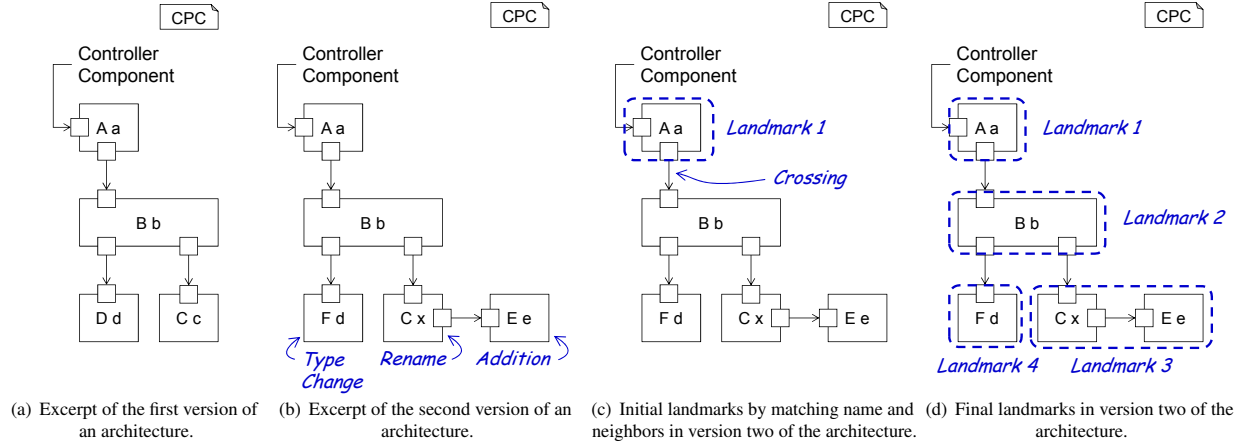 CPC
Controller
Component
A a
B b
D d
C c
(a) Excerpt of the first version of
an architecture.
CPC
Controller
Component
A a
B b
F d
C x
E e
Type
Change
Rename
Addition
(b) Excerpt of the second version of an
architecture.
CPC
Controller
Component
A a
Landmark 1
Crossing
B b
F d
C x
E e
(c) Initial landmarks by matching name and
neighbors in version two of the architecture.
CPC
Controller
Component
A a
Landmark 1
B b
Landmark 2
F d
C x
E e
Landmark 4
Landmark 3
(d) Final landmarks in version two of the
architecture.